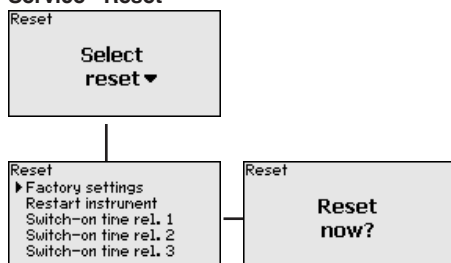 Service - Reset
Reset
Select
reset▼
Reset
▶Factory settings
Restart instrument
Switch-on time rel. 1
Switch-on time rel. 2
Switch-on time rel. 3
Reset
Reset
now?